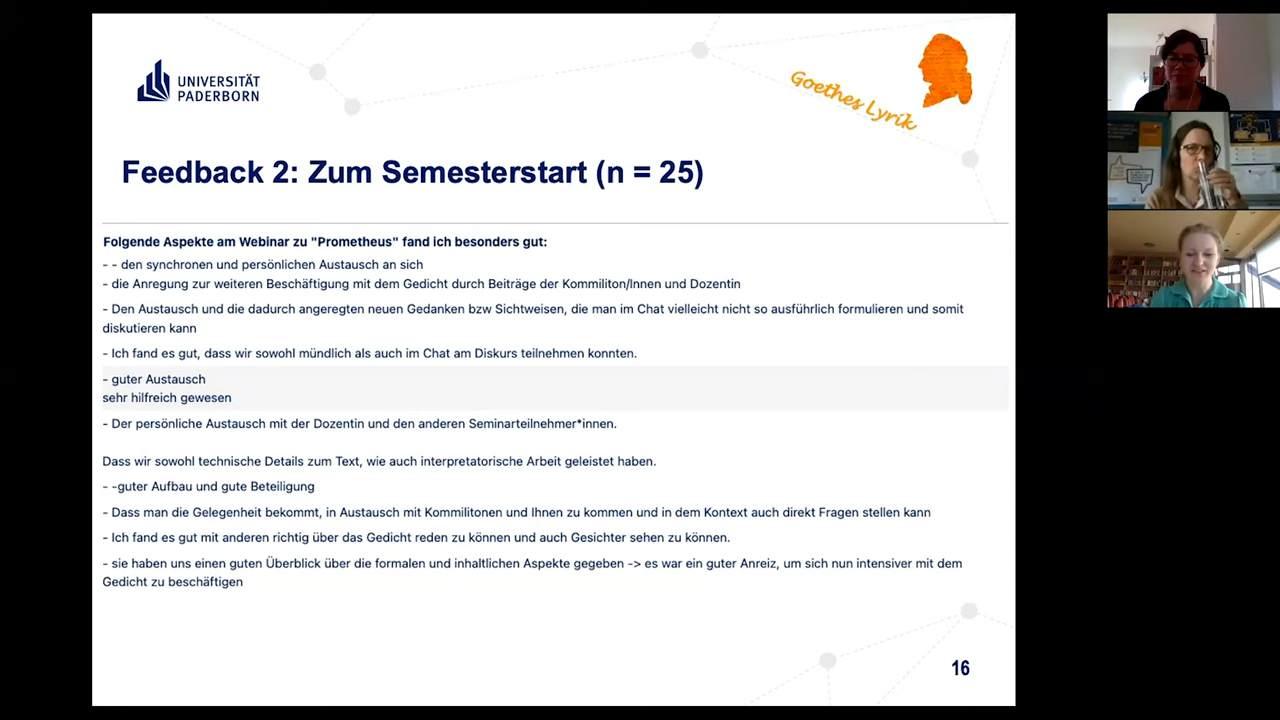 UNIVERSITÄT
PADERBORN
Goethes Lyrik
Feedback 2: Zum Semesterstart (n = 25)
Folgende Aspekte am Webinar zu "Prometheus" fand ich besonders gut:
- - den synchronen und persönlichen Austausch an sich
- die Anregung zur weiteren Beschäftigung mit dem Gedicht durch Beiträge der Kommiliton/Innen und Dozentin
- Den Austausch und die dadurch angeregten neuen Gedanken bzw Sichtweisen, die man im Chat vielleicht nicht so ausführlich formulieren und somit
diskutieren kann
- Ich fand es gut, dass wir sowohl mündlich als auch im Chat am Diskurs teilnehmen konnten.
- guter Austausch
sehr hilfreich gewesen
- Der persönliche Austausch mit der Dozentin und den anderen Seminarteilnehmer*innen.
Dass wir sowohl technische Details zum Text, wie auch interpretatorische Arbeit geleistet haben.
- -guter Aufbau und gute Beteiligung
- Dass man die Gelegenheit bekommt, in Austausch mit Kommilitonen und Ihnen zu kommen und in dem Kontext auch direkt Fragen stellen kann
- Ich fand es gut mit anderen richtig über das Gedicht reden zu können und auch Gesichter sehen zu können.
- sie haben uns einen guten Überblick über die formalen und inhaltlichen Aspekte gegeben -> es war ein guter Anreiz, um sich nun intensiver mit dem
Gedicht zu beschäftigen
16